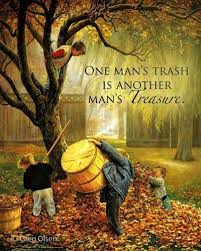 One man's trash
is another
man's Treasure.
© Greg Olsen